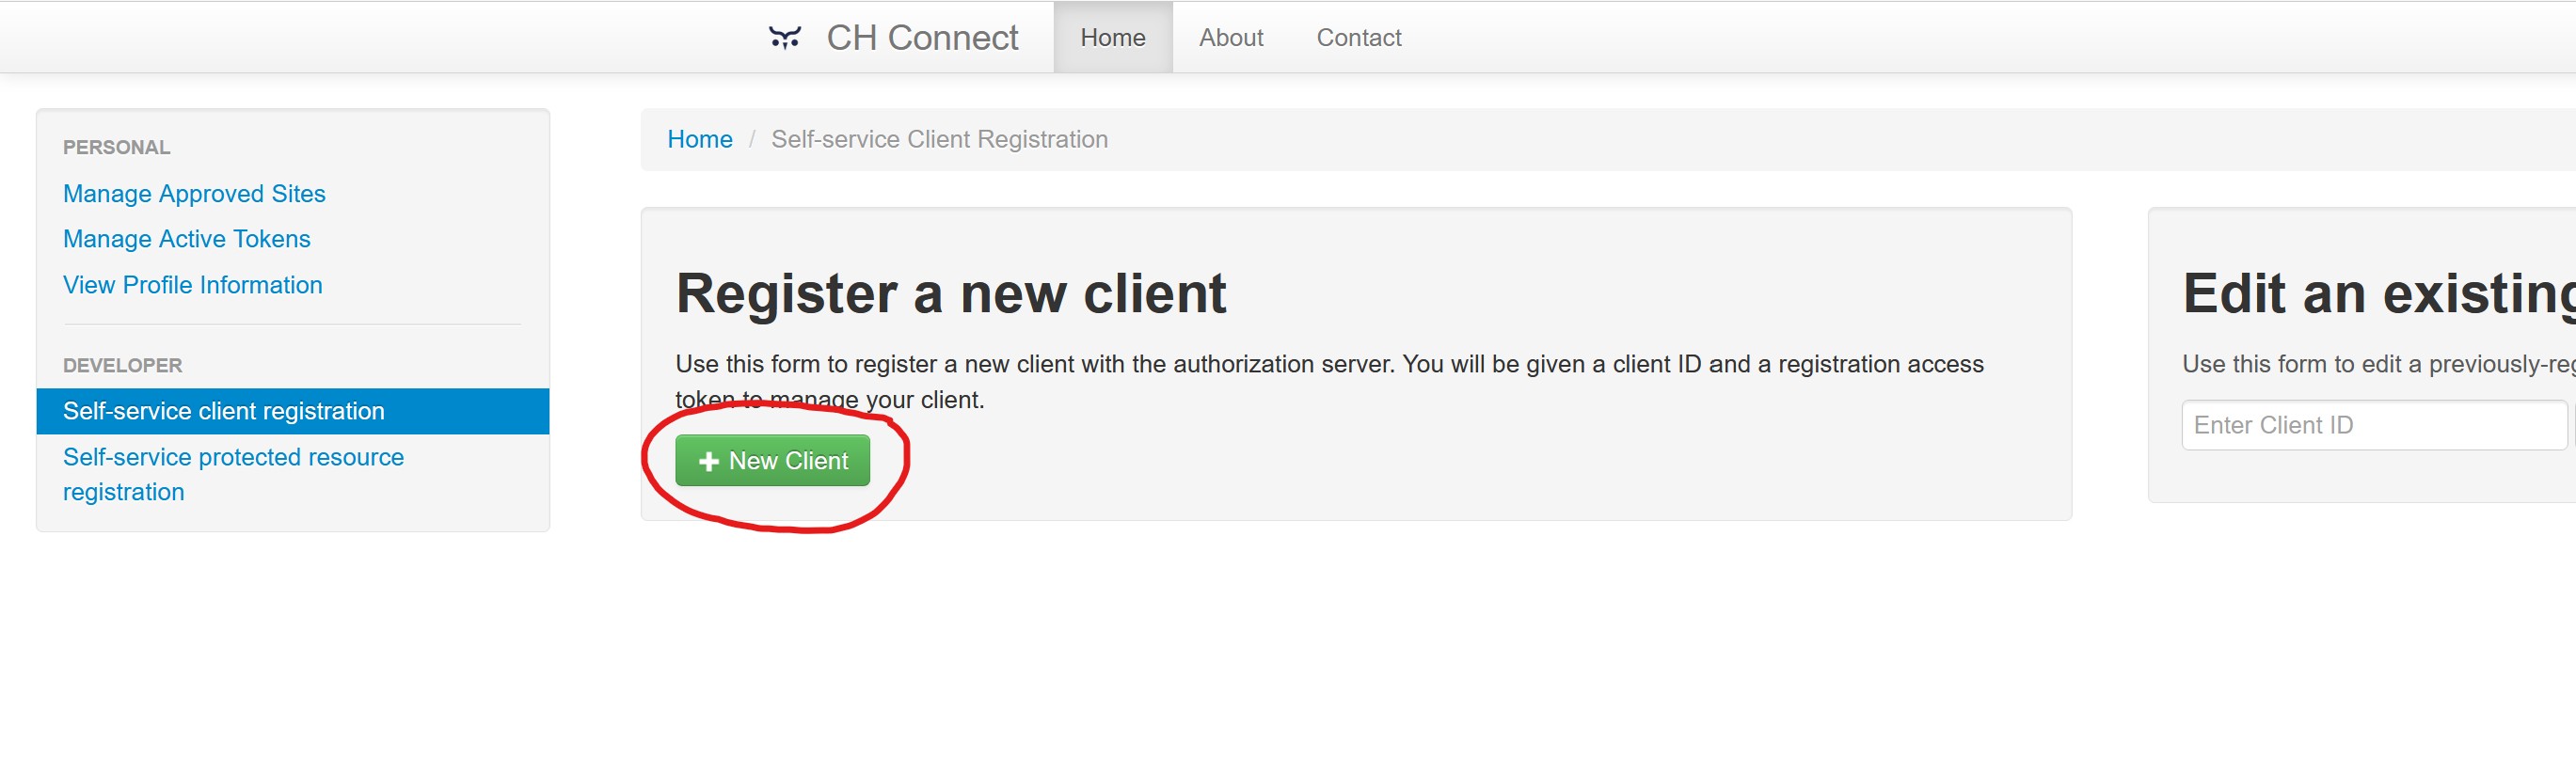 CH Connect Home About Contact
PERSONAL
Manage Approved Sites
Manage Active Tokens
View Profile Information
DEVELOPER
Self-service client registration
Self-service protected resource
registration
Home / Self-service Client Registration
Register a new client
Use this form to register a new client with the authorization server. You will be given a client ID and a registration access
token to manage your client.
New Client
Edit an existing
Use this form to edit a previously-reg
Enter Client ID